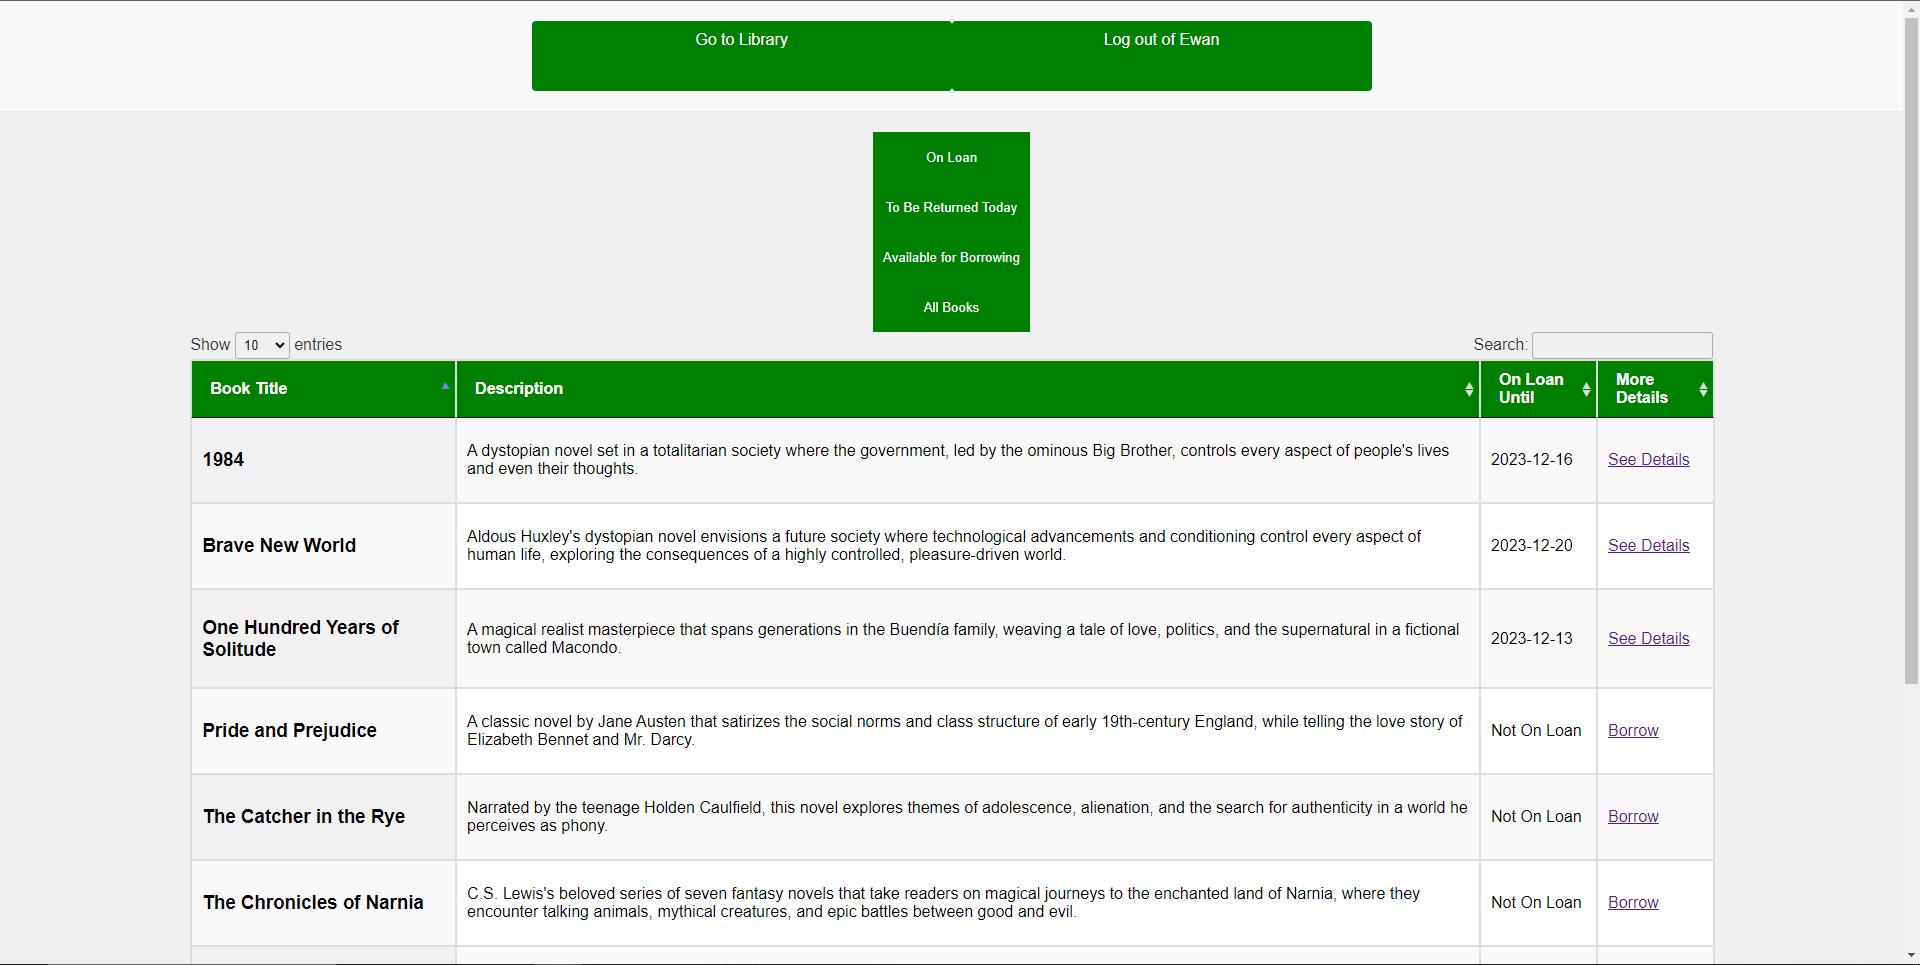 Go to Library
Log out of Ewan
On Loan
To Be Returned Today
Available for Borrowing
All Books
Show 10 entries
Search:
Book Title
Description
On Loan
Until
More
Details
1984
A dystopian novel set in a totalitarian society where the government, led by the ominous Big Brother, controls every aspect of people's lives
and even their thoughts.
2023-12-16
See Details
Brave New World
Aldous Huxley's dystopian novel envisions a future society where technological advancements and conditioning control every aspect of
human life, exploring the consequences of a highly controlled, pleasure-driven world.
2023-12-20
See Details
One Hundred Years of
Solitude
A magical realist masterpiece that spans generations in the Buendía family, weaving a tale of love, politics, and the supernatural in a fictional
town called Macondo.
2023-12-13
See Details
Pride and Prejudice
A classic novel by Jane Austen that satirizes the social norms and class structure of early 19th-century England, while telling the love story of
Elizabeth Bennet and Mr. Darcy.
Not On Loan
Borrow
The Catcher in the Rye
Narrated by the teenage Holden Caulfield, this novel explores themes of adolescence, alienation, and the search for authenticity in a world he
perceives as phony.
Not On Loan
Borrow
The Chronicles of Narnia
C.S. Lewis's beloved series of seven fantasy novels that take readers on magical journeys to the enchanted land of Narnia, where they
encounter talking animals, mythical creatures, and epic battles between good and evil.
Not On Loan
Borrow